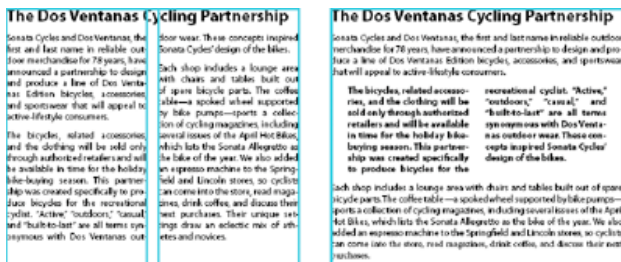 The Dos Ventanas Cycling Partnership
Sonata Cycles and Dos Ventanas, the
first and last name in reliable out-
door merchandise for 78 years, have
announced a partnership to design
and produce a line of Dos Venta-
nas Edition bicycles, accessories,
and sportswear that will appeal to
active-lifestyle consumers.
The bicycles, related accessories,
and the clothing will be sold only
through authorized retailers and will
be available in time for the holiday
bike-buying season. This partner-
ship was created specifically to pro-
duce bicycles for the recreational
cyclist. "Active," "outdoors," "casual,"
and "built-to-last" are all terms syn-
onymous with Dos Ventanas out-
door wear. These concepts inspired
Sonata Cycles' design of the bikes.
Each shop includes a lounge area
with chairs and tables built out
of spare bicycle parts. The coffee
table—a spoked wheel supported
by bike pumps—sports a collec-
tion of cycling magazines, including
several issues of the April Hot Bikes,
which lists the Sonata Allegretto as
the bike of the year. We also added
an espresso machine to the Spring-
field and Lincoln stores, so cyclists
can come into the store, read maga-
zines, drink coffee, and discuss their
next purchases. Their unique set-
tings draw an eclectic mix of ath-
letes and novices.
The Dos Ventanas Cycling Partnership
Sonata Cycles and Dos Ventanas, the first and last name in reliable outdoor
merchandise for 78 years, have announced a partnership to design and pro-
duce a line of Dos Ventanas Edition bicycles, accessories, and sportswear
that will appeal to active-lifestyle consumers.
The bicycles, related accesso-
ries, and the clothing will be
sold only through authorized
retailers and will be available
in time for the holiday bike-
buying season. This partner-
ship was created specifically
to produce bicycles for the
recreational cyclist. "Active,"
"outdoors," "casual," and
"built-to-last" are all terms
synonymous with Dos Venta-
nas outdoor wear. These con-
cepts inspired Sonata Cycles'
design of the bikes.
Each shop includes a lounge area with chairs and tables built out of spare
bicycle parts. The coffee table—a spoked wheel supported by bike pumps—
sports a collection of cycling magazines, including several issues of the April
Hot Bikes, which lists the Sonata Allegretto as the bike of the year. We also
added an espresso machine to the Springfield and Lincoln stores, so cyclists
can come into the store, read magazines, drink coffee, and discuss their next
purchases.